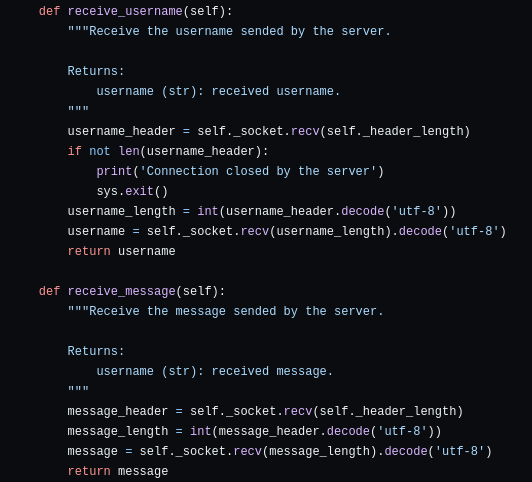 def receive_username(self):
"""Receive the username sended by the server.
Returns:
username (str): received username.
"""
username_header = self._socket.recv(self._header_length)
if not len(username_header):
print('Connection closed by the server')
sys.exit()
username_length = int(username_header.decode('utf-8'))
username = self._socket.recv(username_length).decode('utf-8')
return username
def receive_message(self):
"""Receive the message sended by the server.
Returns:
username (str): received message.
"""
message_header = self._socket.recv(self._header_length)
message_length = int(message_header.decode('utf-8'))
message = self._socket.recv(message_length).decode('utf-8')
return message